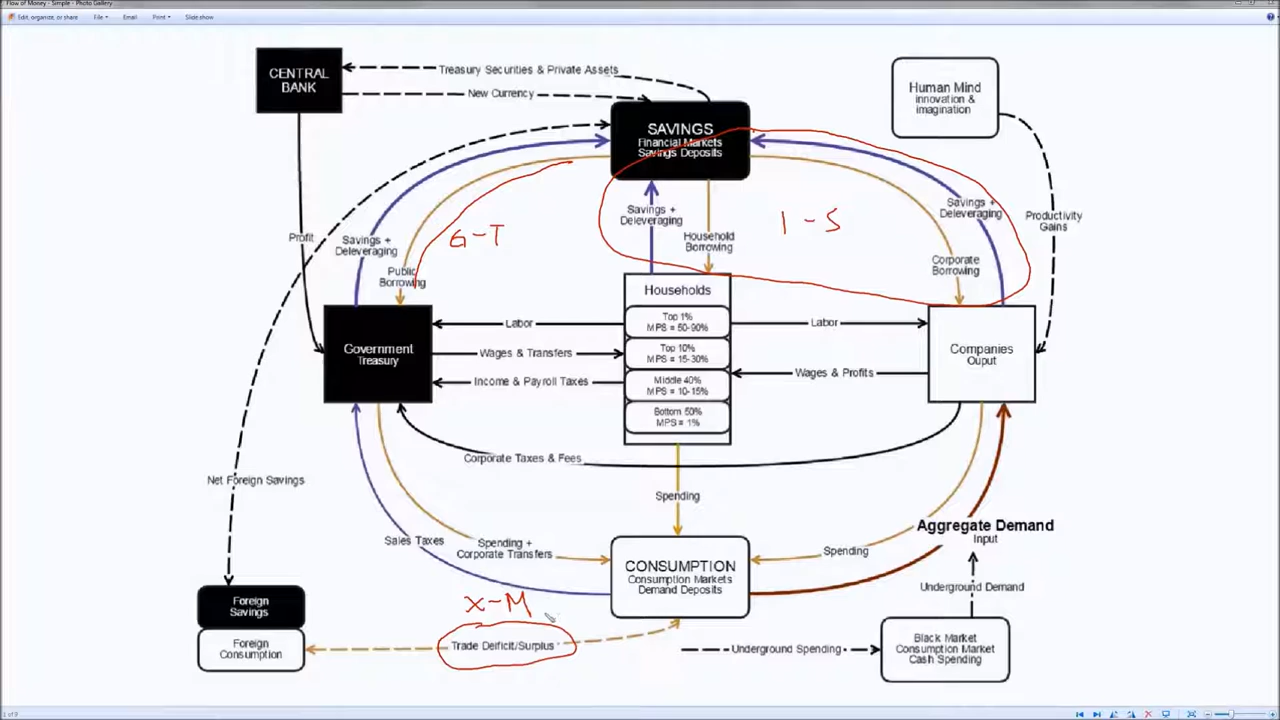 Flow of Money - Simple - Photo Gallery
Edit, organize, or share
File
Email
Print
Slide show
CENTRAL
BANK
Treasury Securities & Private Assets
New Currency
SAVINGS
Financial Markets
Savings Deposits
Human Mind
innovation &
imagination
Productivity
Gains
Profit
Savings +
Deleveraging
Public
Borrowing
G-T
Savings +
Deleveraging
Household
Borrowing
I-S
Savings +
Deleveraging
Corporate
Borrowing
Government
Treasury
Labor
Wages & Transfers
Income & Payroll Taxes
Households
Top 1%
MPS = 50-90%
Top 10%
MPS = 15-30%
Middle 40%
MPS = 10-15%
Bottom 50%
MPS = 1%
Labor
Wages & Profits
Companies
Ouput
Corporate Taxes & Fees
Net Foreign Savings
Sales Taxes
Spending +
Corporate Transfers
Spending
Spending
Aggregate Demand
Input
CONSUMPTION
Consumption Markets
Demand Deposits
Underground Demand
X-M
Foreign
Savings
Foreign
Consumption
Trade Deificit/Surplus
Underground Spending
Black Market
Consumption Market
Cash Spending